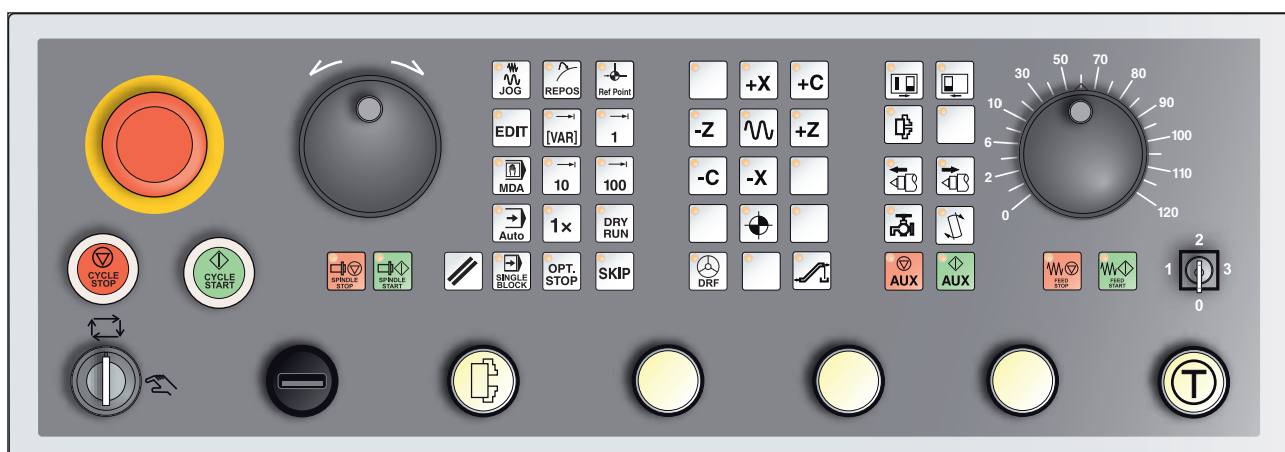 JOG REPOS Ref Point
EDIT [VAR] 1
MDA 10 100
Auto 1x DRY RUN
SINGLE BLOCK OPT. STOP SKIP
+X +C
-Z +Z
-C -X
DRF
AUX AUX
0 2 6 10 30 50 70 80 90 100 110 120
CYCLE STOP
CYCLE START
SPINDLE STOP
SPINDLE START
FEED STOP
FEED START
2
1 3
0
T